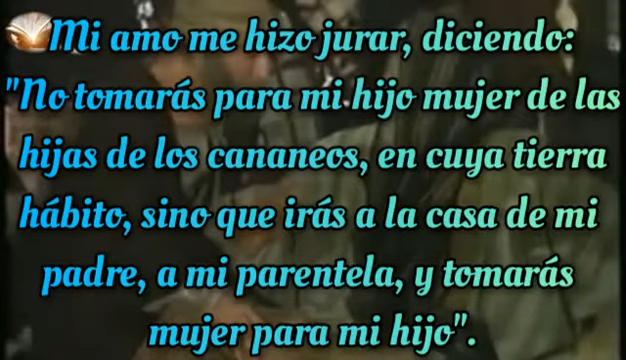 Mi amo me hizo jurar, diciendo:
"No tomarás para mi hijo mujer de las
hijas de los cananeos, en cuya tierra
hábito, sino que irás a la casa de mi
padre, a mi parentela, y tomarás
mujer para mi hijo".